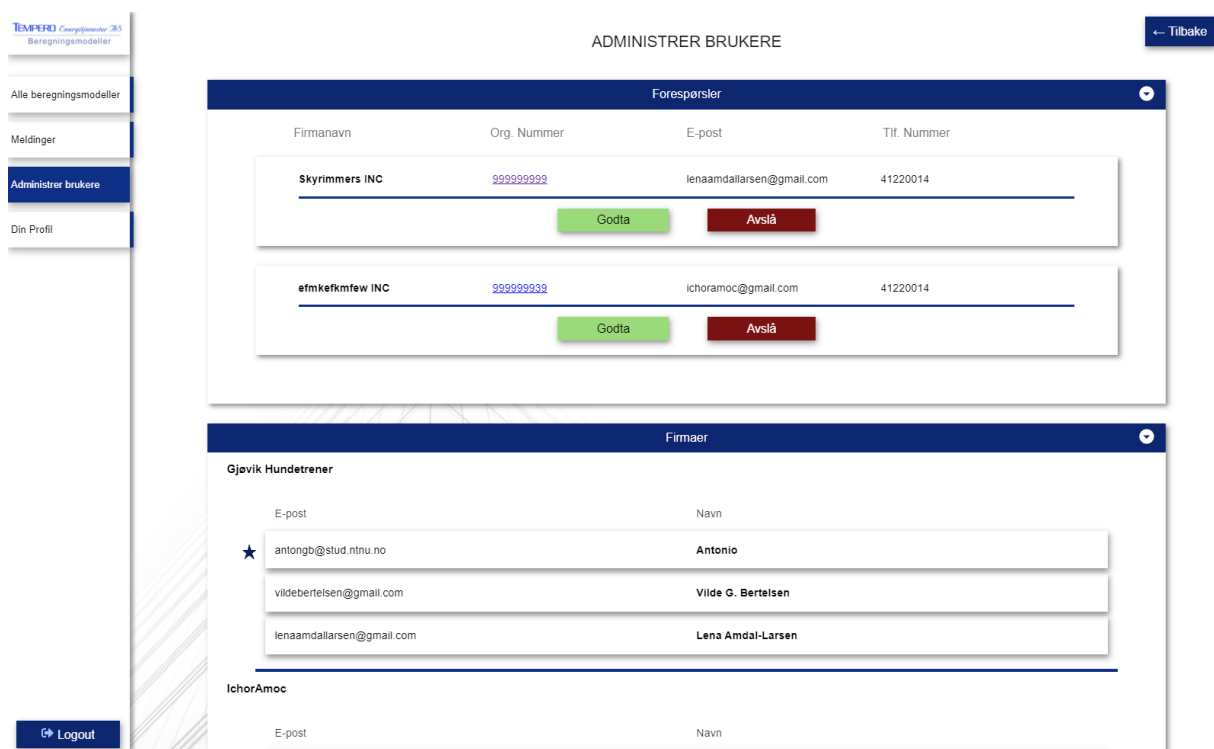 TEMPERO Energitjenester AS
Beregningsmodeller
ADMINISTRER BRUKERE
← Tilbake
Alle beregningsmodeller
Meldinger
Administrer brukere
Din Profil
Forespørsler
Firmanavn Org. Nummer E-post Tlf. Nummer
Skyrimmers INC 999999999 lenaamdallarsen@gmail.com 41220014
Godta Avslå
efmkefkmfew INC 999999939 ichoramoc@gmail.com 41220014
Godta Avslå
Firmaer
Gjøvik Hundetrener
E-post Navn
antongb@stud.ntnu.no Antonio
vildebertelsen@gmail.com Vilde G. Bertelsen
lenaamdallarsen@gmail.com Lena Amdal-Larsen
IchorAmoc
E-post Navn
Logout